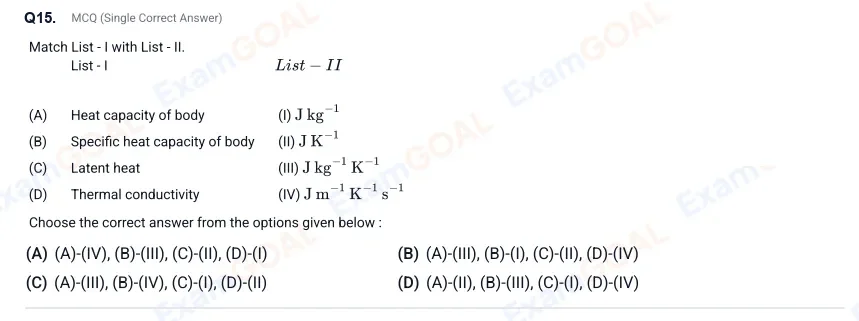 Q15. MCQ (Single Correct Answer)
Match List - I with List - II.
List - I List – II
(A) Heat capacity of body (I) J kg⁻¹
(B) Specific heat capacity of body (II) J K⁻¹
(C) Latent heat (III) J kg⁻¹ K⁻¹
(D) Thermal conductivity (IV) J m⁻¹ K⁻¹ s⁻¹
Choose the correct answer from the options given below :
(A) (A)-(IV), (B)-(III), (C)-(II), (D)-(I) (B) (A)-(III), (B)-(I), (C)-(II), (D)-(IV)
(C) (A)-(III), (B)-(IV), (C)-(I), (D)-(II) (D) (A)-(II), (B)-(III), (C)-(I), (D)-(IV)